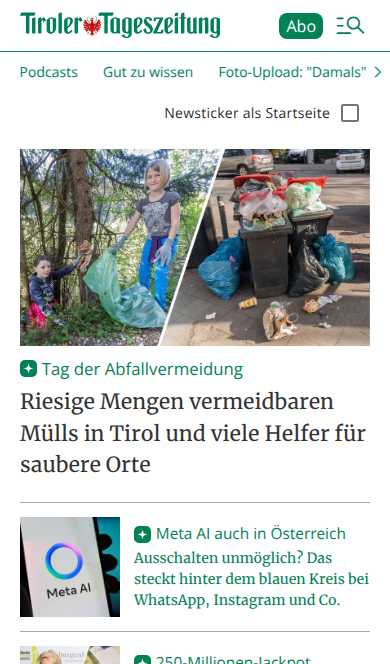 Tiroler Tageszeitung
Abo
Podcasts Gut zu wissen Foto-Upload: "Damals"
Newsticker als Startseite
Tag der Abfallvermeidung
Riesige Mengen vermeidbaren
Mülls in Tirol und viele Helfer für
saubere Orte
Meta AI
Meta AI auch in Österreich
Ausschalten unmöglich? Das
steckt hinter dem blauen Kreis bei
WhatsApp, Instagram und Co.
250-Millionen-Jackpot